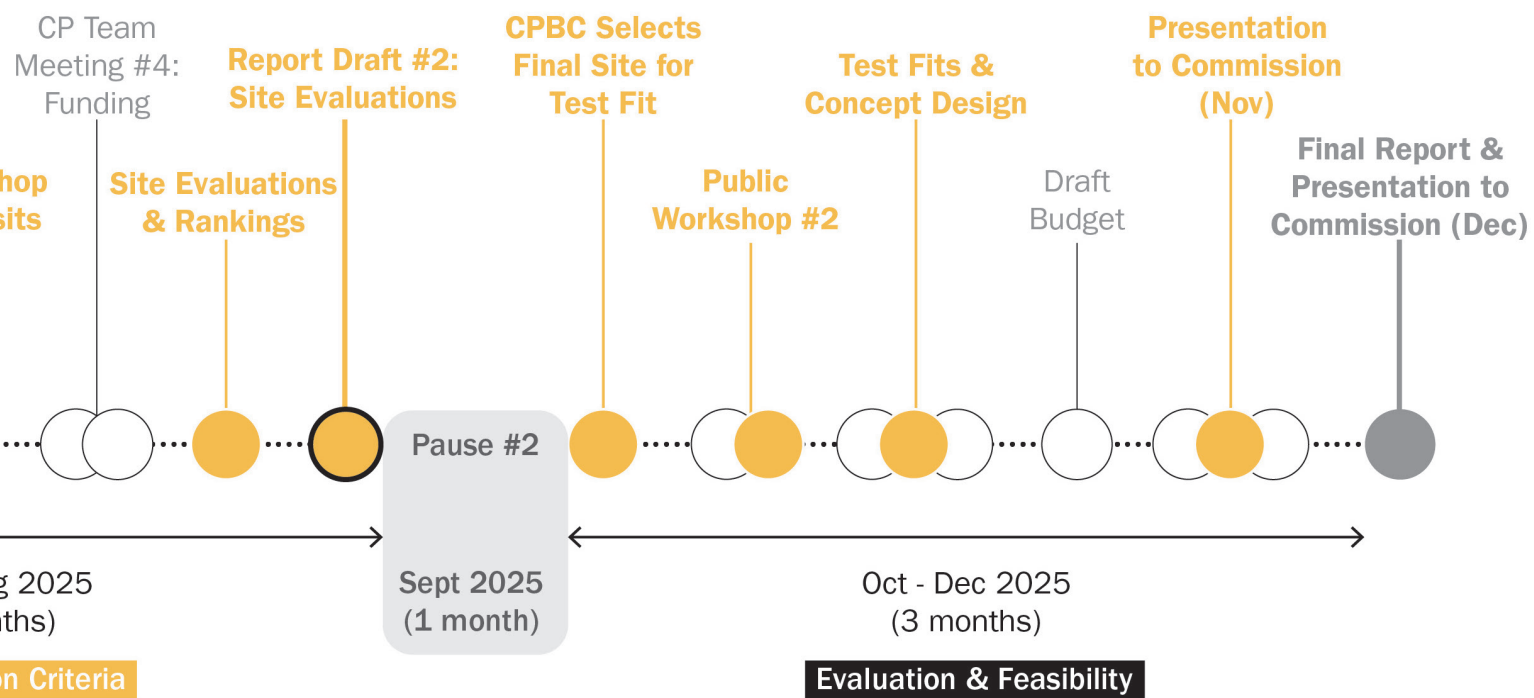 CP Team
Meeting #4:
Funding
Report Draft #2:
Site Evaluations
CPBC Selects
Final Site for
Test Fit
Test Fits &
Concept Design
Presentation
to Commission
(Nov)
Site Evaluations
& Rankings
Public
Workshop #2
Draft
Budget
Final Report &
Presentation to
Commission (Dec)
Pause #2
2025
Sept 2025
(1 month)
Oct - Dec 2025
(3 months)
Criteria
Evaluation & Feasibility